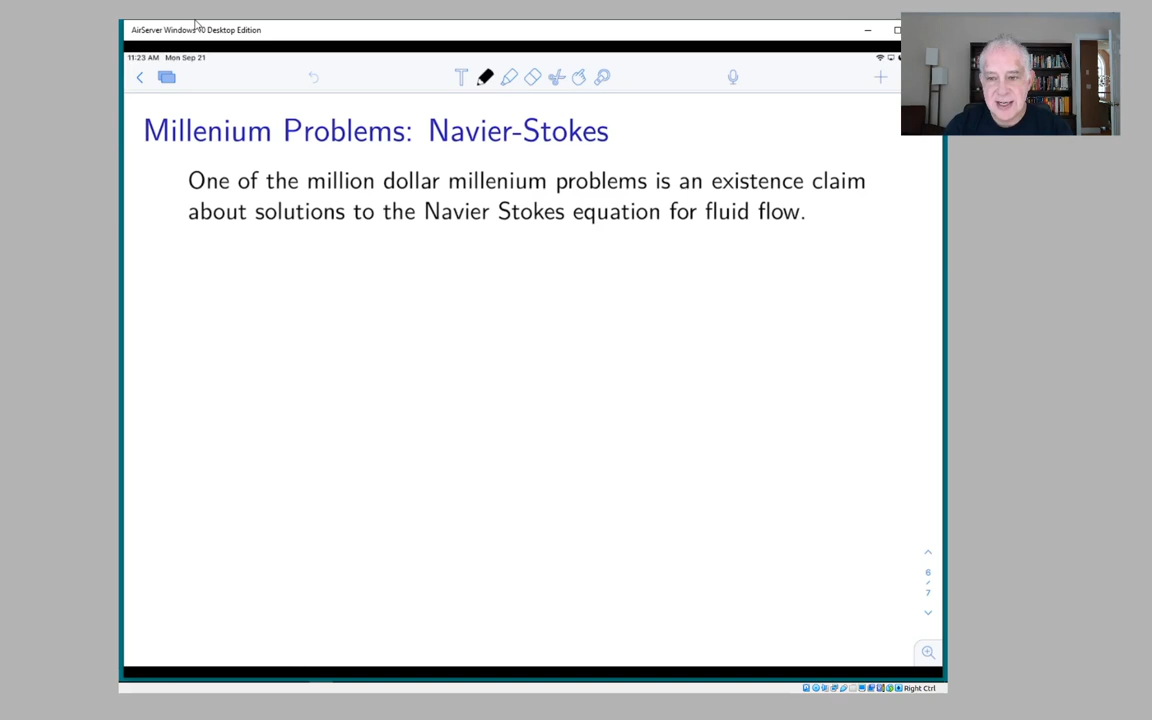 AirServer Windows 10 Desktop Edition
11:23 AM Mon Sep 21
Millenium Problems: Navier-Stokes
One of the million dollar millenium problems is an existence claim
about solutions to the Navier Stokes equation for fluid flow.
6
7
Right Ctrl